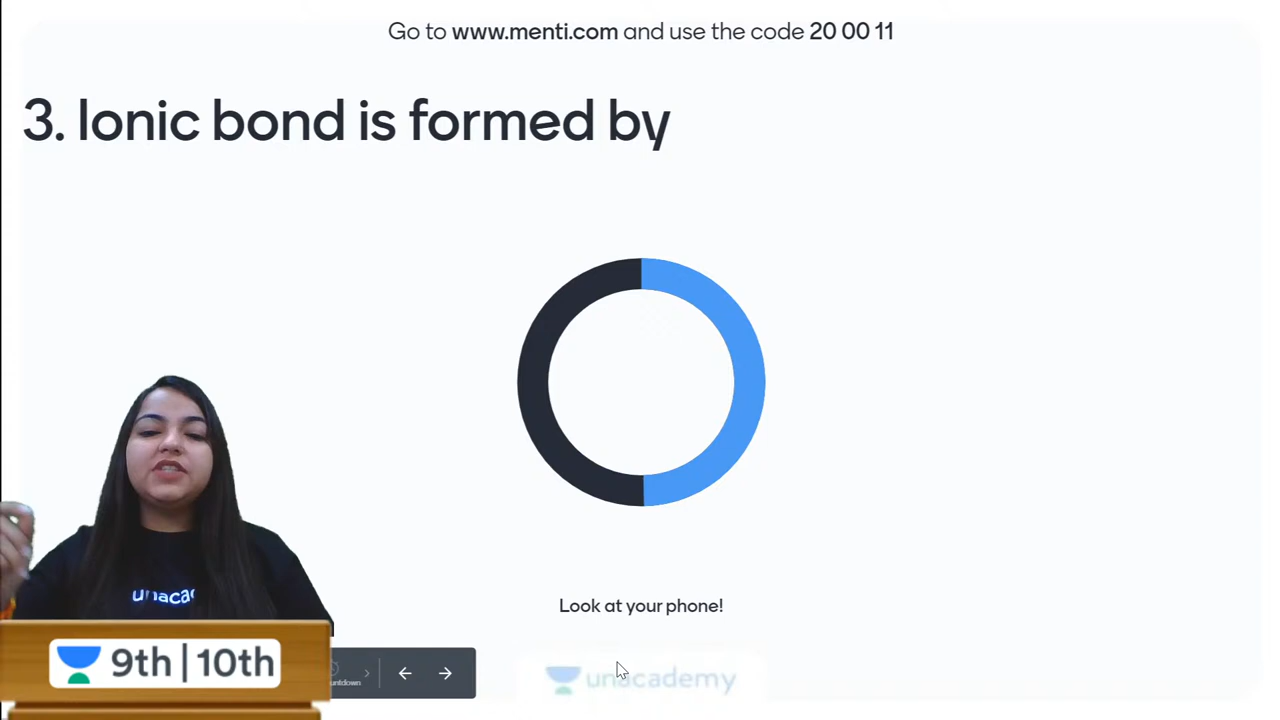 Go to www.menti.com and use the code 20 00 11
3. Ionic bond is formed by
Look at your phone!
unacademy
9th | 10th